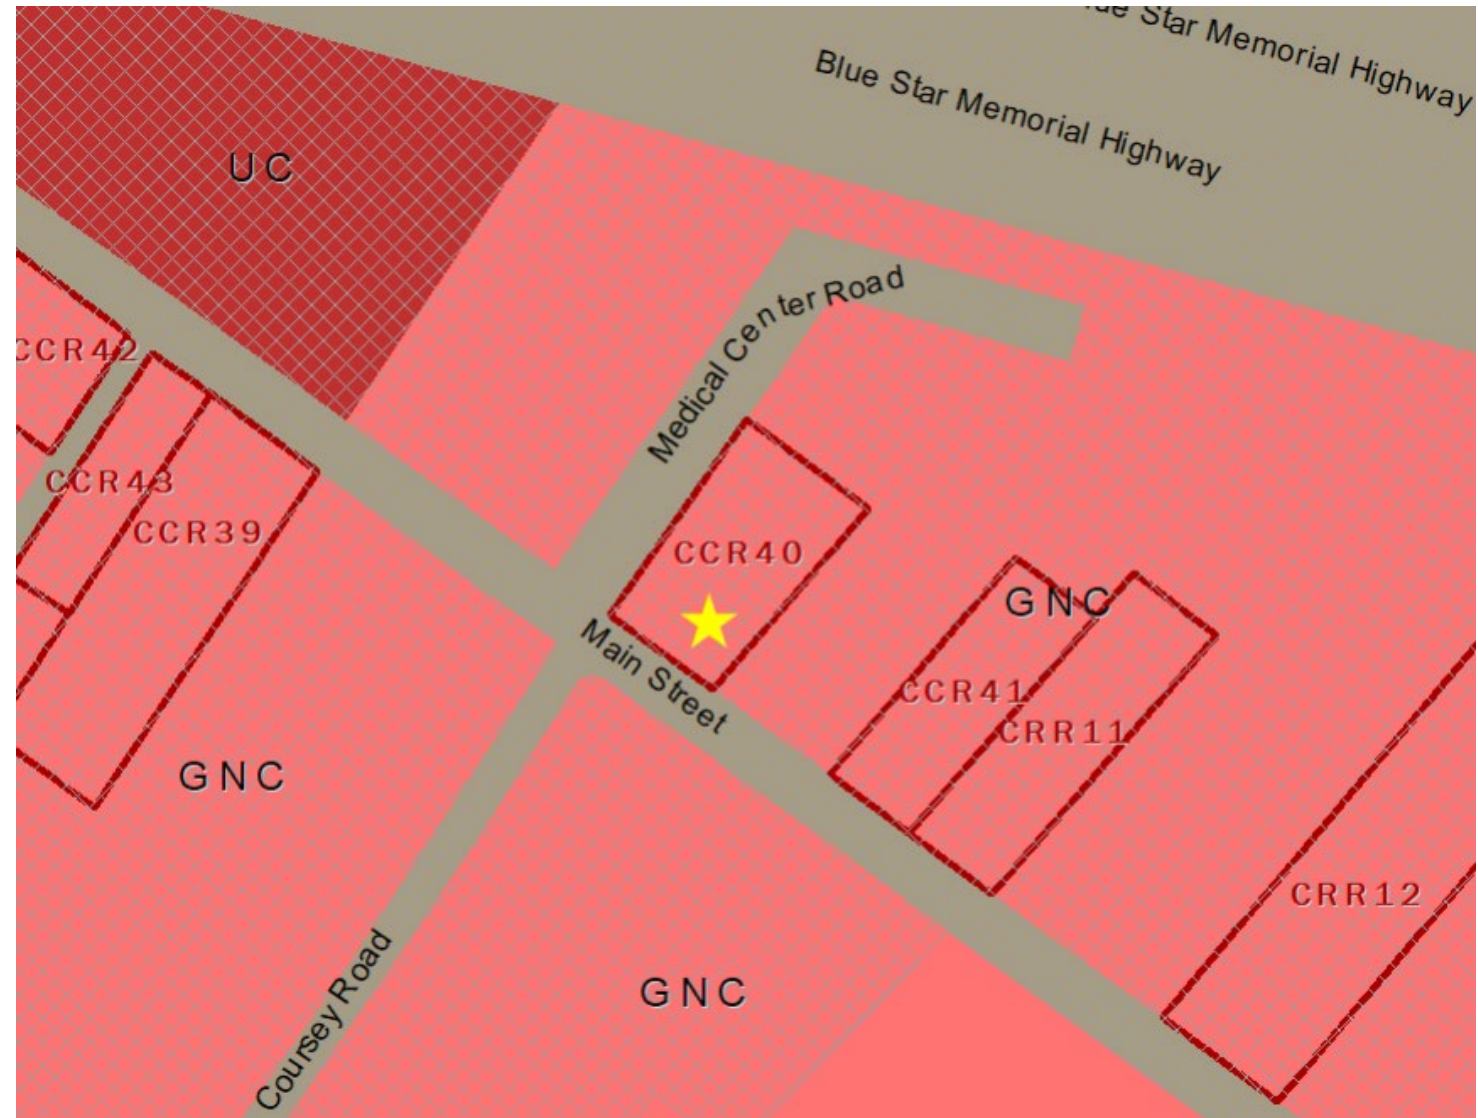 Star Memorial Highway
Blue Star Memorial Highway
UC
Medical Center Road
CCR42
CCR43
CCR39
CCR40
GNC
Main Street
CCR41
CRR11
GNC
CRR12
Coursey Road
GNC